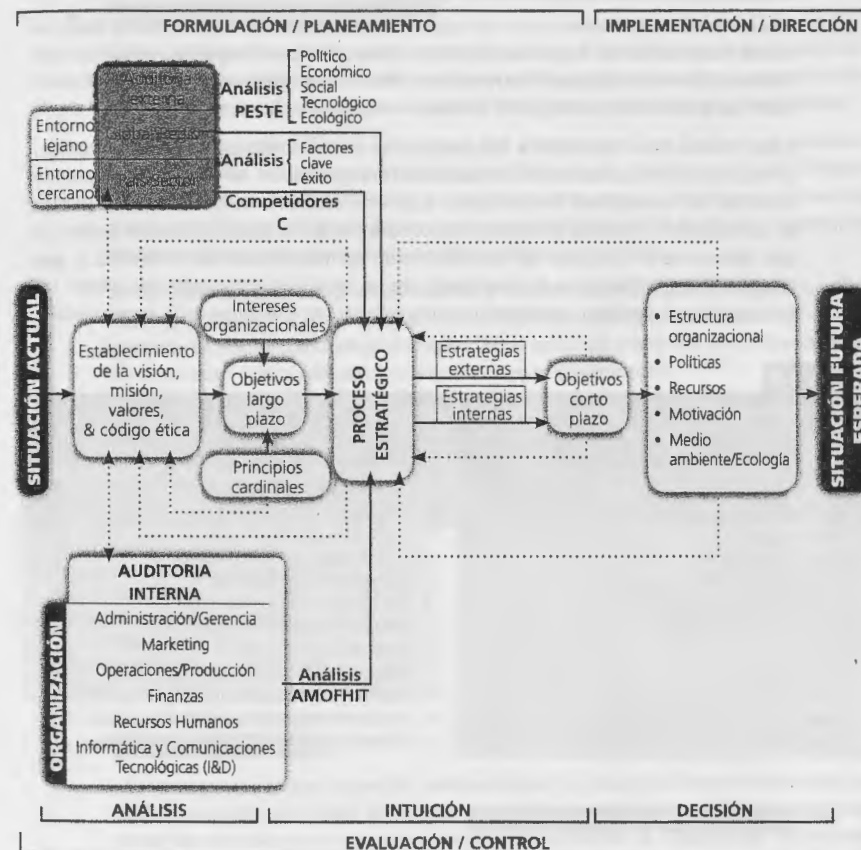 FORMULACIÓN / PLANEAMIENTO
IMPLEMENTACIÓN / DIRECCIÓN
Auditoria
externa
Entorno
lejano
Entorno
cercano
País/sector
Análisis
PESTE
Político
Económico
Social
Tecnológico
Ecológico
Análisis
Factores
clave
éxito
Competidores
C
SITUACIÓN ACTUAL
Establecimiento
de la visión,
misión,
valores,
& código ética
Intereses
organizacionales
Objetivos
largo
plazo
Principios
cardinales
PROCESO
ESTRATÉGICO
Estrategias
externas
Estrategias
internas
Objetivos
corto
plazo
• Estructura
organizacional
• Políticas
• Recursos
• Motivación
• Medio
ambiente/Ecología
SITUACIÓN FUTURA
ESPERADA
ORGANIZACIÓN
AUDITORIA
INTERNA
Administración/Gerencia
Marketing
Operaciones/Producción
Finanzas
Recursos Humanos
Informática y Comunicaciones
Tecnológicas (I&D)
Análisis
AMOFHIT
ANÁLISIS
INTUICIÓN
DECISIÓN
EVALUACIÓN / CONTROL